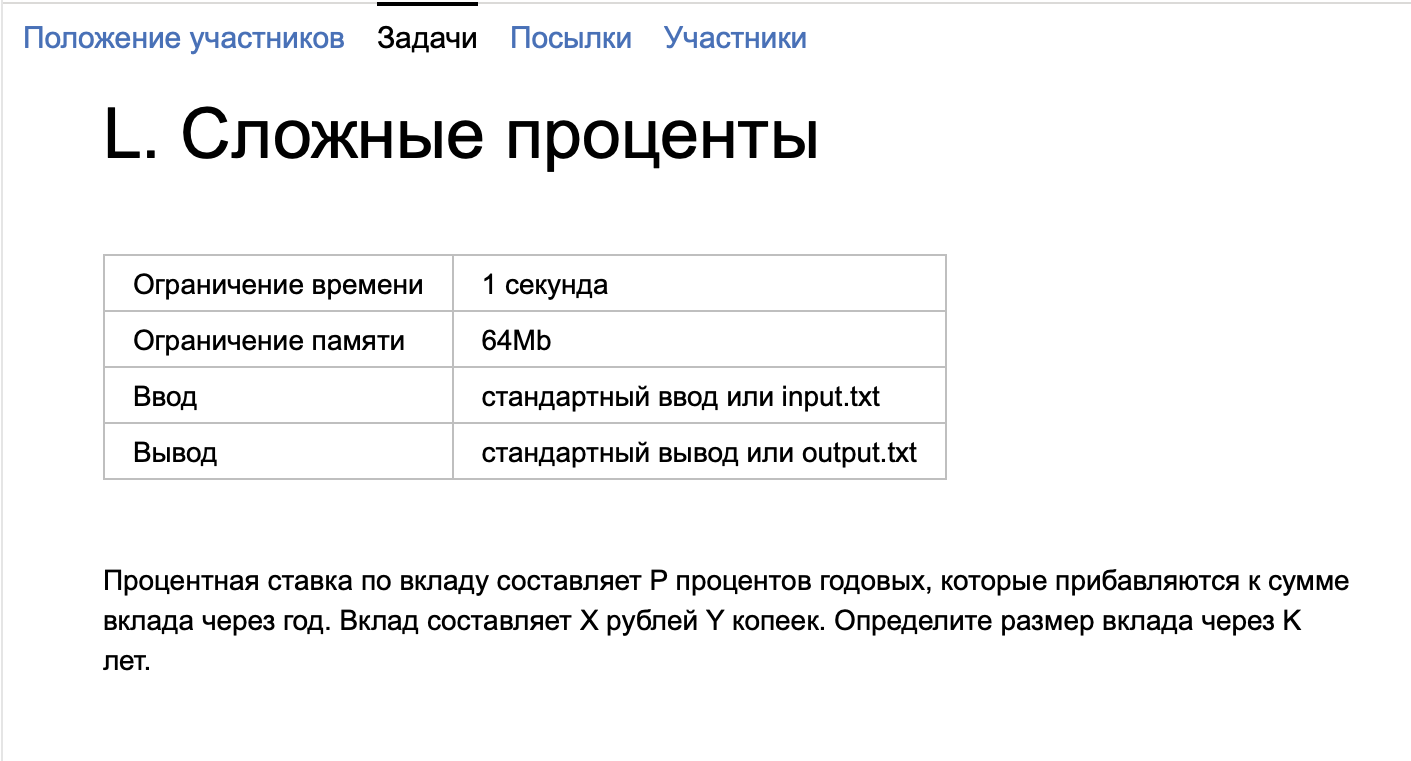 Положение участников Задачи Посылки Участники
L. Сложные проценты
Ограничение времени 1 секунда
Ограничение памяти 64Mb
Ввод стандартный ввод или input.txt
Вывод стандартный вывод или output.txt
Процентная ставка по вкладу составляет P процентов годовых, которые прибавляются к сумме
вклада через год. Вклад составляет X рублей Y копеек. Определите размер вклада через K
лет.